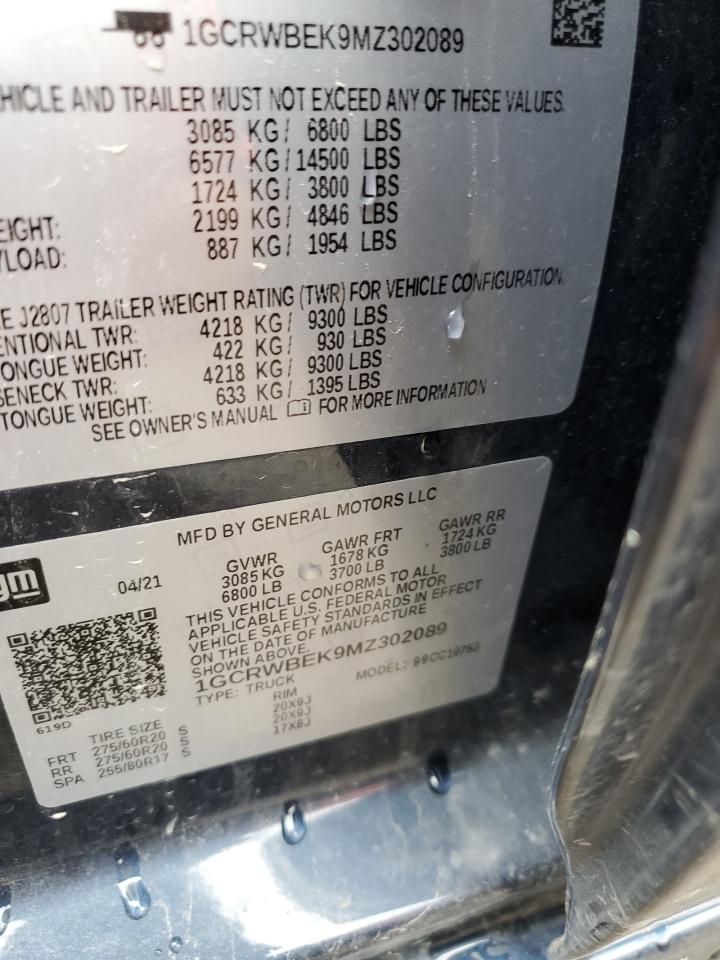 1GCRWBEK9MZ302089
HICLE AND TRAILER MUST NOT EXCEED ANY OF THESE VALUES.
3085 KG/ 6800 LBS
6577 KG/14500 LBS
1724 KG/ 3800 LBS
EIGHT: 2199 KG/ 4846 LBS
YLOAD: 887 KG/ 1954 LBS
E J2807 TRAILER WEIGHT RATING (TWR) FOR VEHICLE CONFIGURATION.
ENTIONAL TWR: 4218 KG/ 9300 LBS
TONGUE WEIGHT: 422 KG/ 930 LBS
SENECK TWR: 4218 KG/ 9300 LBS
TONGUE WEIGHT: 633 KG/ 1395 LBS
SEE OWNER'S MANUAL FOR MORE INFORMATION
MFD BY GENERAL MOTORS LLC
gm 04/21 GVWR GAWR FRT GAWR RR
3085 KG 1678 KG 1724 KG
6800 LB 3700 LB 3800 LB
THIS VEHICLE CONFORMS TO ALL
APPLICABLE U.S. FEDERAL MOTOR
VEHICLE SAFETY STANDARDS IN EFFECT
ON THE DATE OF MANUFACTURE
SHOWN ABOVE.
1GCRWBEK9MZ302089
TYPE: TRUCK MODEL: 99CC10753
619D
TIRE SIZE RIM
FRT 275/60R20 S 20X9J
RR 275/60R20 S 20X9J
SPA 255/80R17 S 17X8J